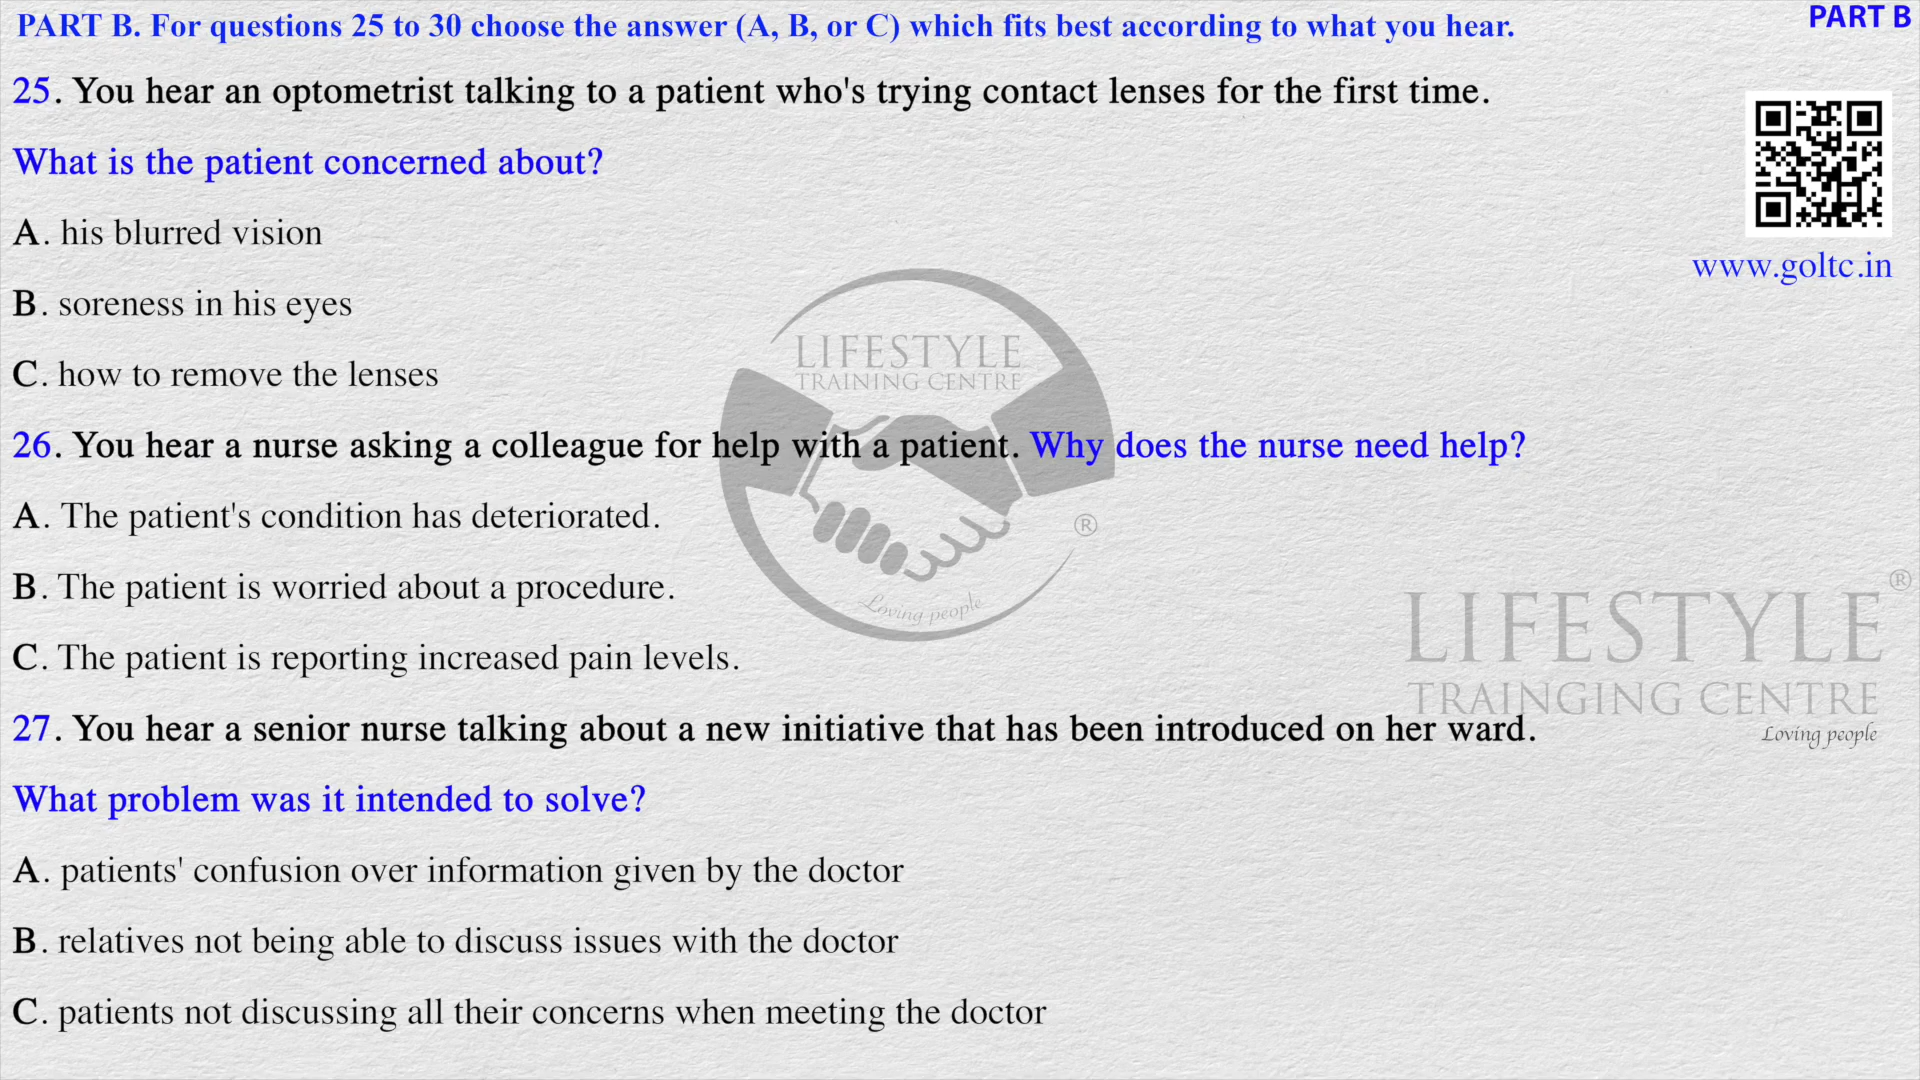 PART B. For questions 25 to 30 choose the answer (A, B, or C) which fits best according to what you hear.
PART B
25. You hear an optometrist talking to a patient who's trying contact lenses for the first time.
What is the patient concerned about?
A. his blurred vision
www.goltc.in
B. soreness in his eyes
C. how to remove the lenses
LIFESTYLE
TRAINING CENTRE
26. You hear a nurse asking a colleague for help with a patient. Why does the nurse need help?
A. The patient's condition has deteriorated.
®
B. The patient is worried about a procedure.
Loving people
C. The patient is reporting increased pain levels.
LIFESTYLE®
TRAINGING CENTRE
Loving people
27. You hear a senior nurse talking about a new initiative that has been introduced on her ward.
What problem was it intended to solve?
A. patients' confusion over information given by the doctor
B. relatives not being able to discuss issues with the doctor
C. patients not discussing all their concerns when meeting the doctor